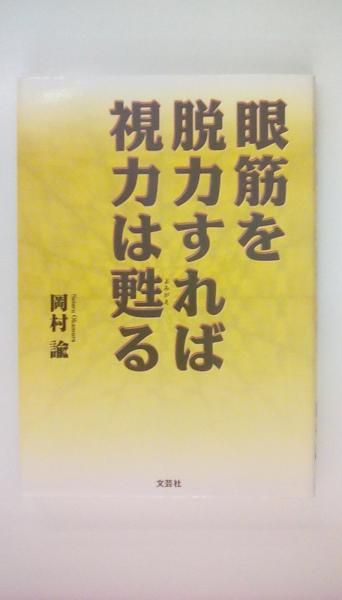 眼筋を
脱力すれば
視力は甦る
よみがえ
岡村 諭
Satoru Okamura
文芸社